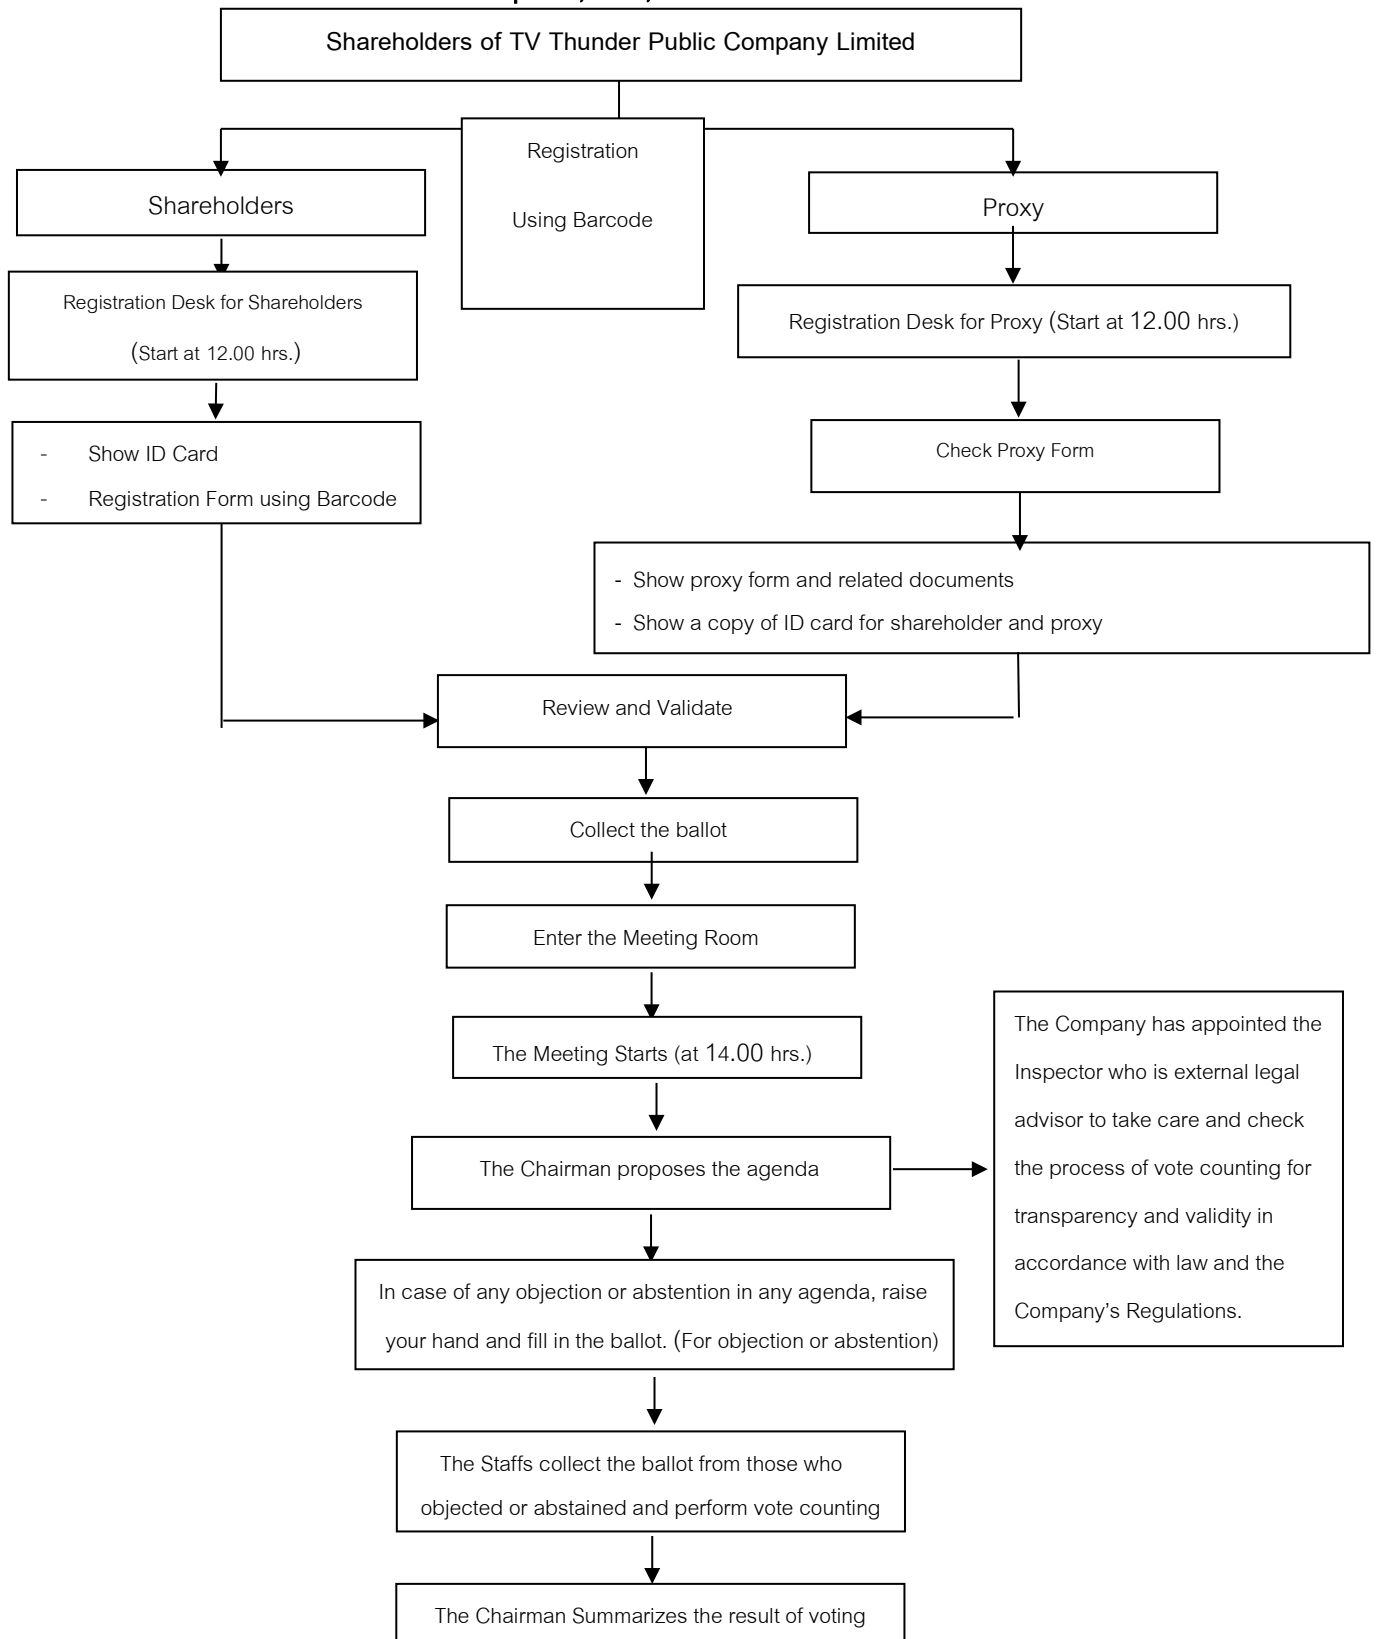 Shareholders of TV Thunder Public Company Limited
Registration
Using Barcode
Shareholders
Proxy
Registration Desk for Shareholders
(Start at 12.00 hrs.)
Registration Desk for Proxy (Start at 12.00 hrs.)
- Show ID Card
- Registration Form using Barcode
Check Proxy Form
- Show proxy form and related documents
- Show a copy of ID card for shareholder and proxy
Review and Validate
Collect the ballot
Enter the Meeting Room
The Meeting Starts (at 14.00 hrs.)
The Chairman proposes the agenda
The Company has appointed the
Inspector who is external legal
advisor to take care and check
the process of vote counting for
transparency and validity in
accordance with law and the
Company's Regulations.
In case of any objection or abstention in any agenda, raise
your hand and fill in the ballot. (For objection or abstention)
The Staffs collect the ballot from those who
objected or abstained and perform vote counting
The Chairman Summarizes the result of voting